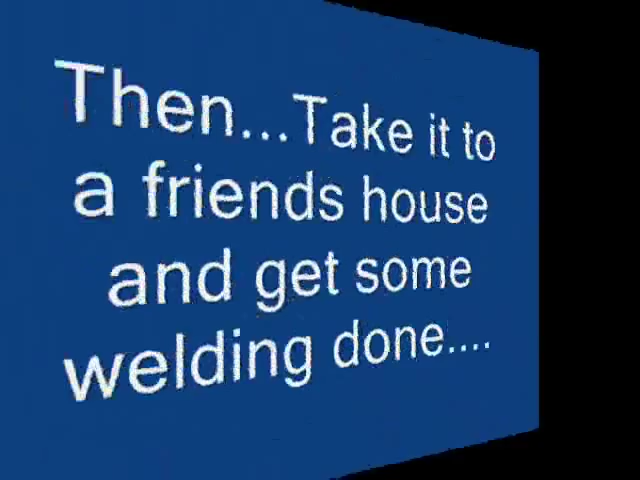 Then...Take it to
a friends house
and get some
welding done....